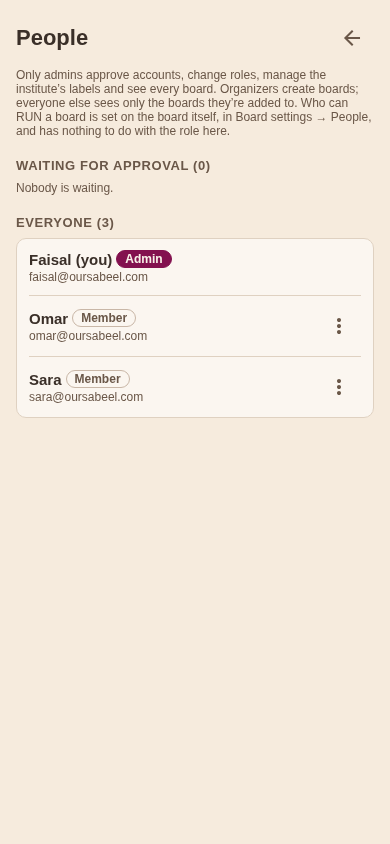 People
Only admins approve accounts, change roles, manage the
institute's labels and see every board. Organizers create boards;
everyone else sees only the boards they're added to. Who can
RUN a board is set on the board itself, in Board settings → People,
and has nothing to do with the role here.
WAITING FOR APPROVAL (0)
Nobody is waiting.
EVERYONE (3)
Faisal (you) Admin
faisal@oursabeel.com
Omar Member
omar@oursabeel.com
Sara Member
sara@oursabeel.com